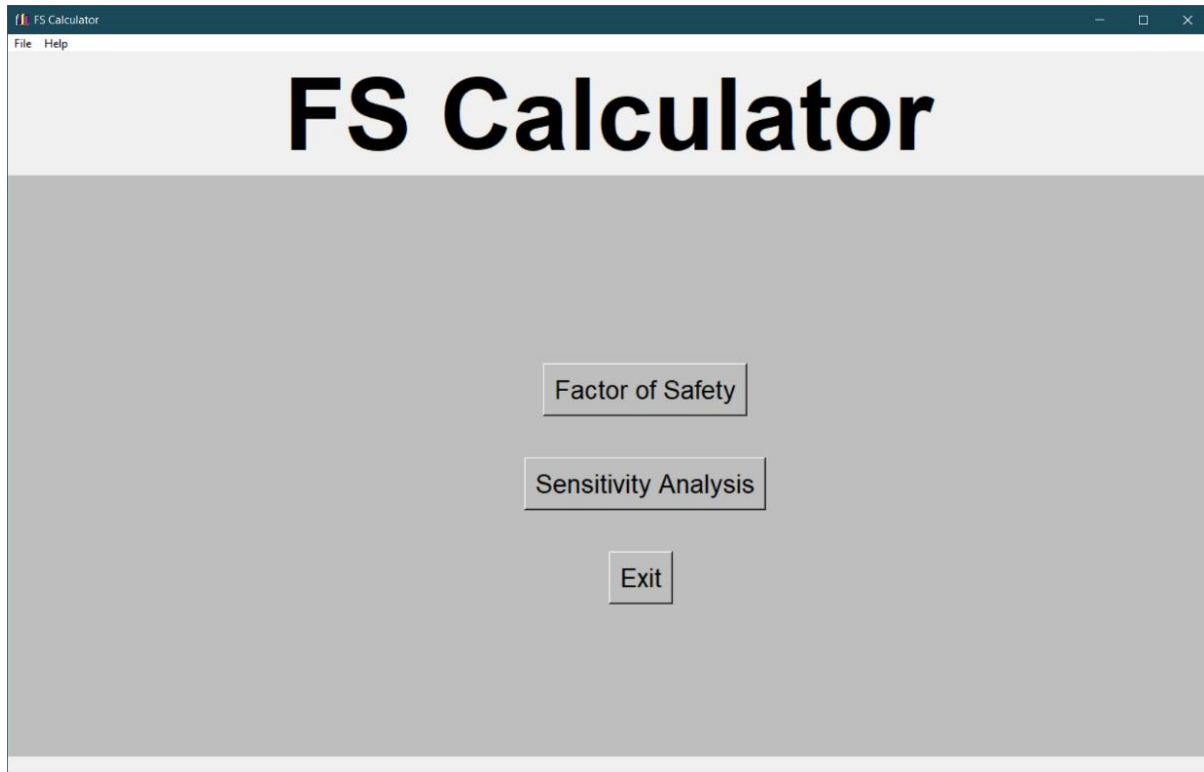 FS Calculator
File Help
FS Calculator
Factor of Safety
Sensitivity Analysis
Exit